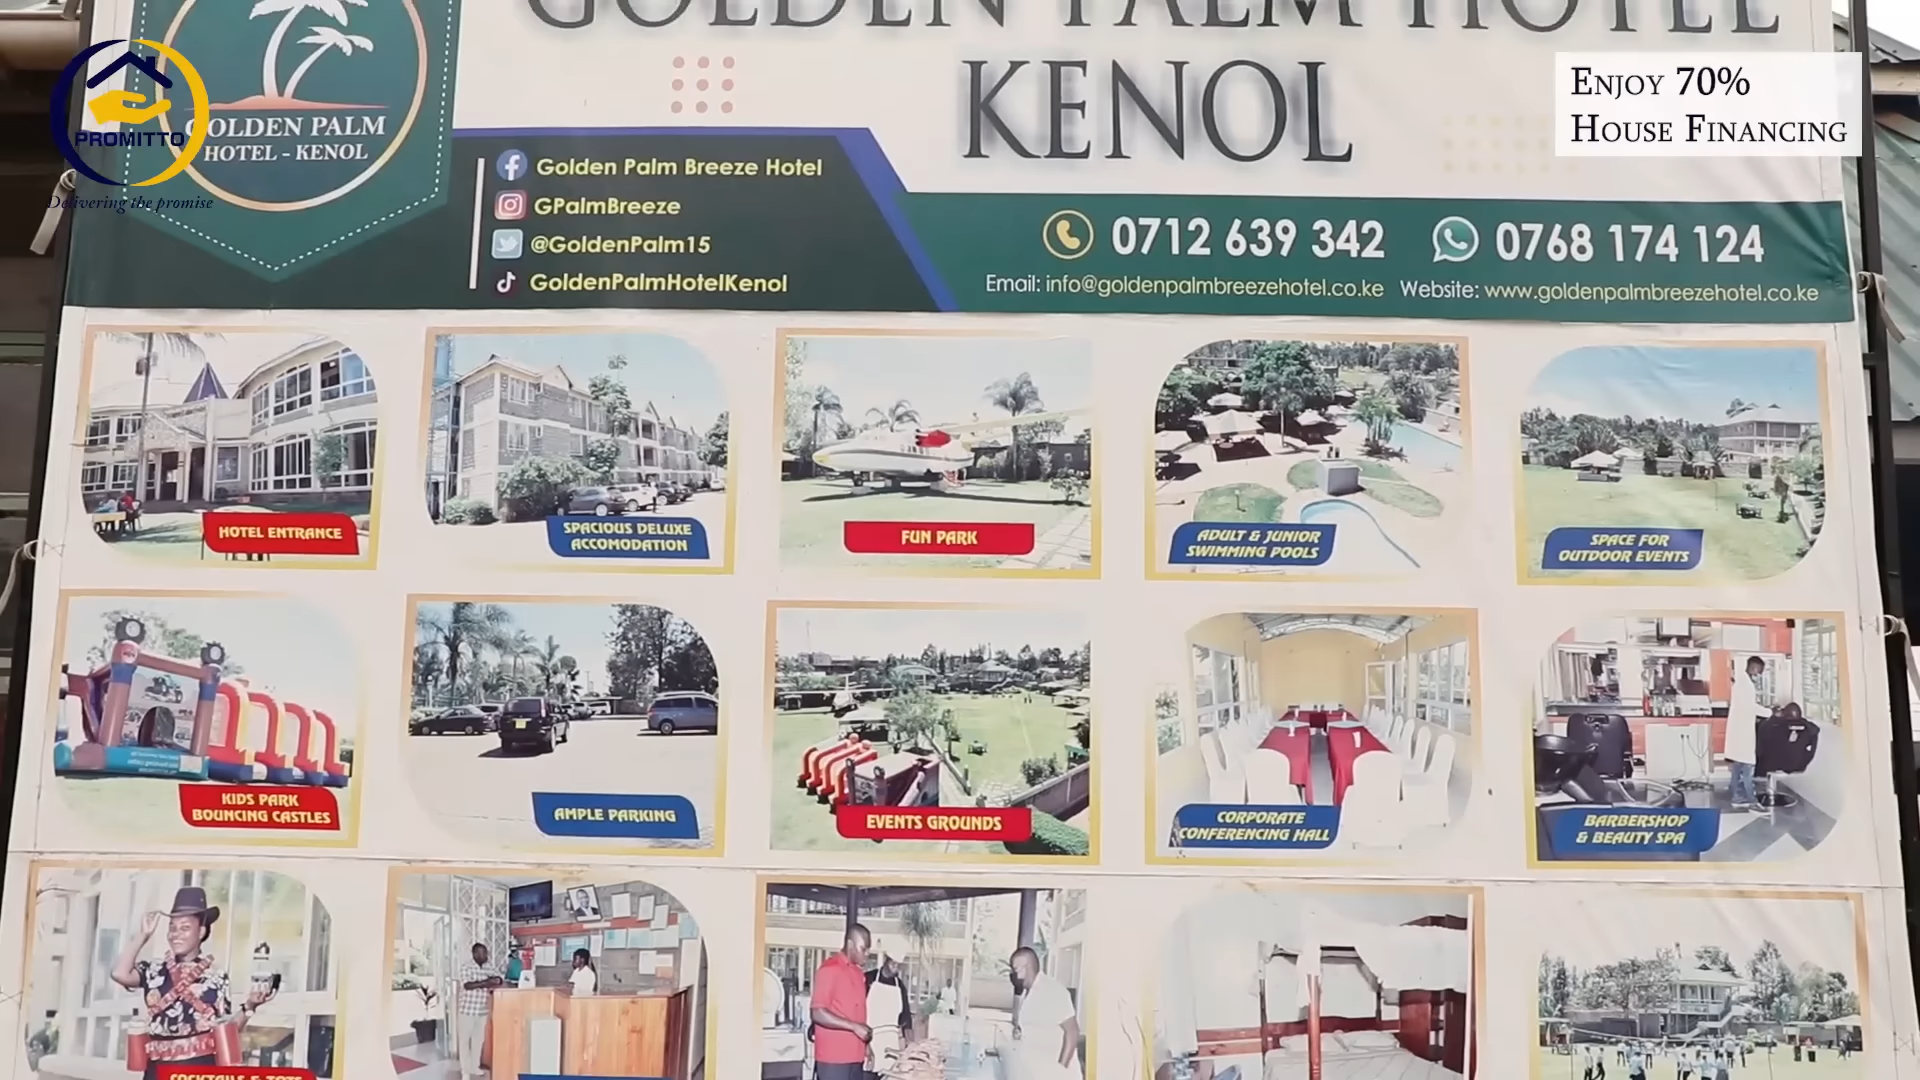 GOLDEN PALM HOTEL
KENOL
ENJOY 70%
HOUSE FINANCING
PROMITTO
Delivering the promise
GOLDEN PALM
HOTEL - KENOL
Golden Palm Breeze Hotel
GPalmBreeze
@GoldenPalm15
GoldenPalmHotelKenol
0712 639 342
0768 174 124
Email: info@goldenpalmbreezehotel.co.ke Website: www.goldenpalmbreezehotel.co.ke
HOTEL ENTRANCE
SPACIOUS DELUXE
ACCOMODATION
FUN PARK
ADULT & JUNIOR
SWIMMING POOLS
SPACE FOR
OUTDOOR EVENTS
KIDS PARK
BOUNCING CASTLES
AMPLE PARKING
EVENTS GROUNDS
CORPORATE
CONFERENCING HALL
BARBERSHOP
& BEAUTY SPA